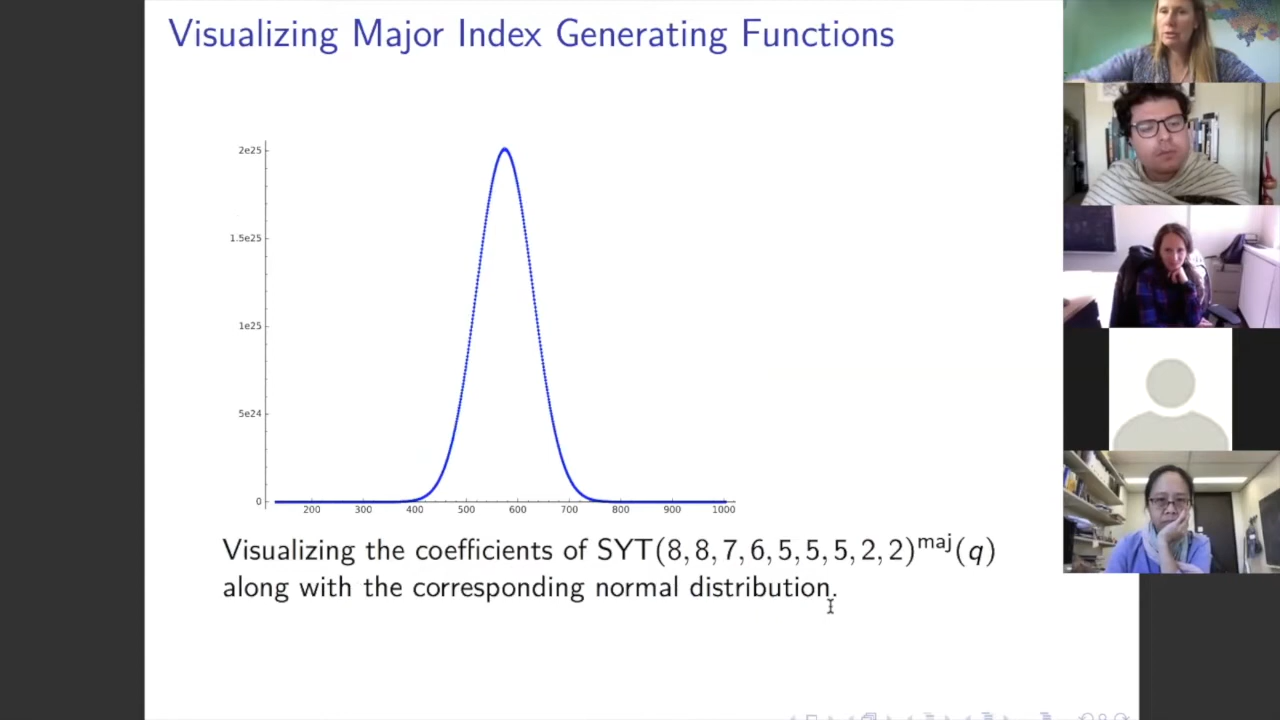 Visualizing Major Index Generating Functions
2e25
1.5e25
1e25
5e24
0
200 300 400 500 600 700 800 900 1000
Visualizing the coefficients of SYT(8, 8, 7, 6, 5, 5, 5, 2, 2)^maj(q)
along with the corresponding normal distribution.